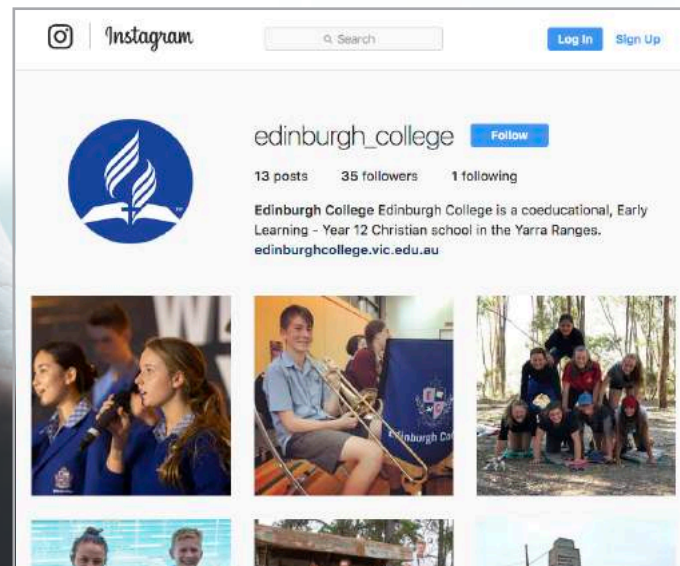 Instagram
Search
Log In
Sign Up
edinburgh_college
Follow
13 posts 35 followers 1 following
Edinburgh College Edinburgh College is a coeducational, Early
Learning - Year 12 Christian school in the Yarra Ranges.
edinburghcollege.vic.edu.au
Edinburgh